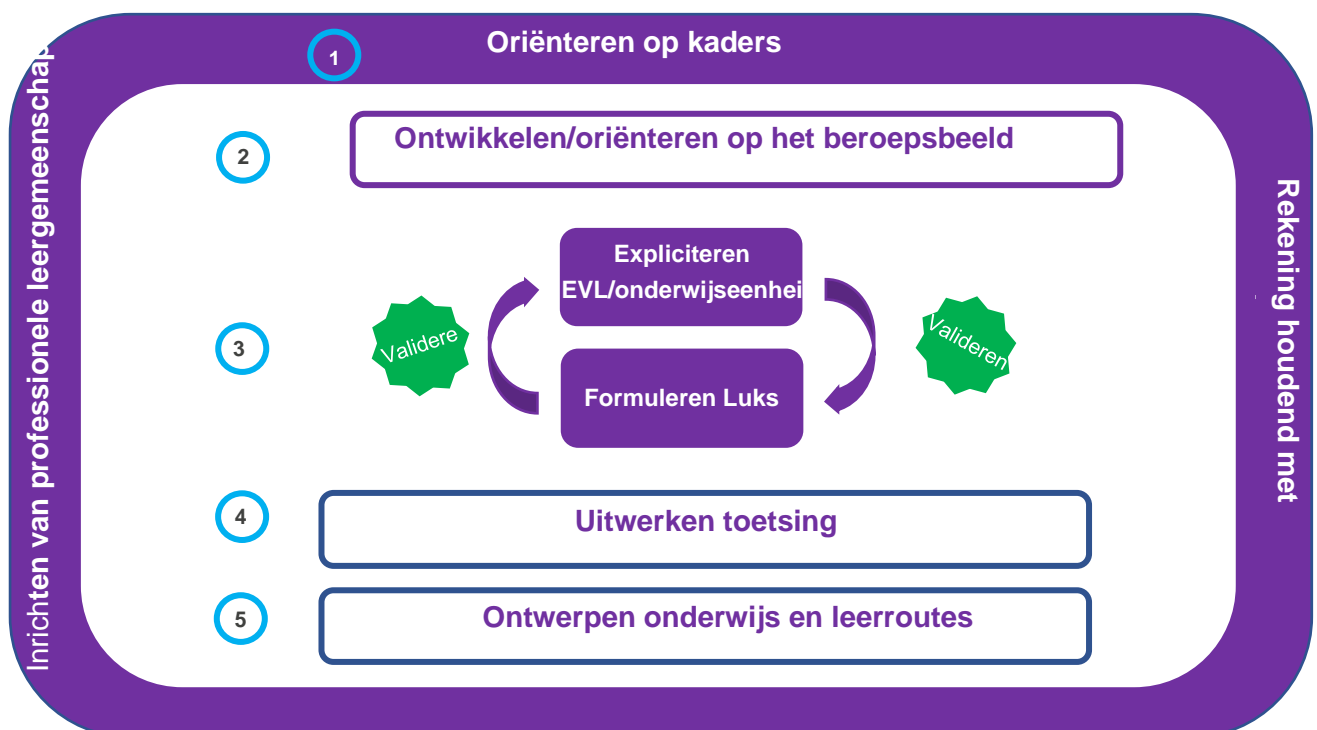 Oriënteren op kaders
1
Inrichten van professionele leergemeenschap
2
Ontwikkelen/oriënteren op het beroepsbeeld
Expliciteren
EVL/onderwijseenhei
3
Validere
Valideren
Formuleren Luks
4
Uitwerken toetsing
5
Ontwerpen onderwijs en leerroutes
Rekening houdend met